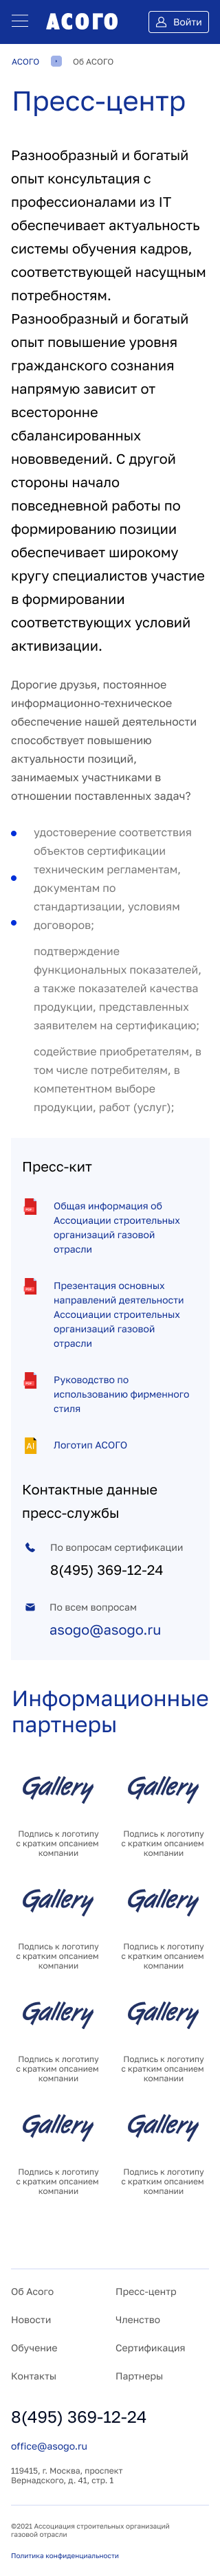 АСОГО
Войти
АСОГО
Об АСОГО
Пресс-центр
Разнообразный и богатый
опыт консультация с
профессионалами из IT
обеспечивает актуальность
системы обучения кадров,
соответствующей насущным
потребностям.
Разнообразный и богатый
опыт повышение уровня
гражданского сознания
напрямую зависит от
всесторонне
сбалансированных
нововведений. С другой
стороны начало
повседневной работы по
формированию позиции
обеспечивает широкому
кругу специалистов участие
в формировании
соответствующих условий
активизации.
Дорогие друзья, постоянное
информационно-техническое
обеспечение нашей деятельности
способствует повышению
актуальности позиций,
занимаемых участниками в
отношении поставленных задач?
удостоверение соответствия
объектов сертификации
техническим регламентам,
документам по
стандартизации, условиям
договоров;
подтверждение
функциональных показателей,
а также показателей качества
продукции, представленных
заявителем на сертификацию;
содействие приобретателям, в
том числе потребителям, в
компетентном выборе
продукции, работ (услуг);
Пресс-кит
Общая информация об
Ассоциации строительных
организаций газовой
отрасли
Презентация основных
направлений деятельности
Ассоциации строительных
организаций газовой
отрасли
Руководство по
использованию фирменного
стиля
Логотип АСОГО
Контактные данные
пресс-службы
По вопросам сертификации
8(495) 369-12-24
По всем вопросам
asogo@asogo.ru
Информационные
партнеры
Gallery Gallery
Подпись к логотипу Подпись к логотипу
с кратким опсанием с кратким опсанием
компании компании
Gallery Gallery
Подпись к логотипу Подпись к логотипу
с кратким опсанием с кратким опсанием
компании компании
Gallery Gallery
Подпись к логотипу Подпись к логотипу
с кратким опсанием с кратким опсанием
компании компании
Gallery Gallery
Подпись к логотипу Подпись к логотипу
с кратким опсанием с кратким опсанием
компании компании
Об Асого Пресс-центр
Новости Членство
Обучение Сертификация
Контакты Партнеры
8(495) 369-12-24
office@asogo.ru
119415, г. Москва, проспект
Вернадского, д. 41, стр. 1
©2021 Ассоциация строительных организаций
газовой отрасли
Политика конфиденциальности